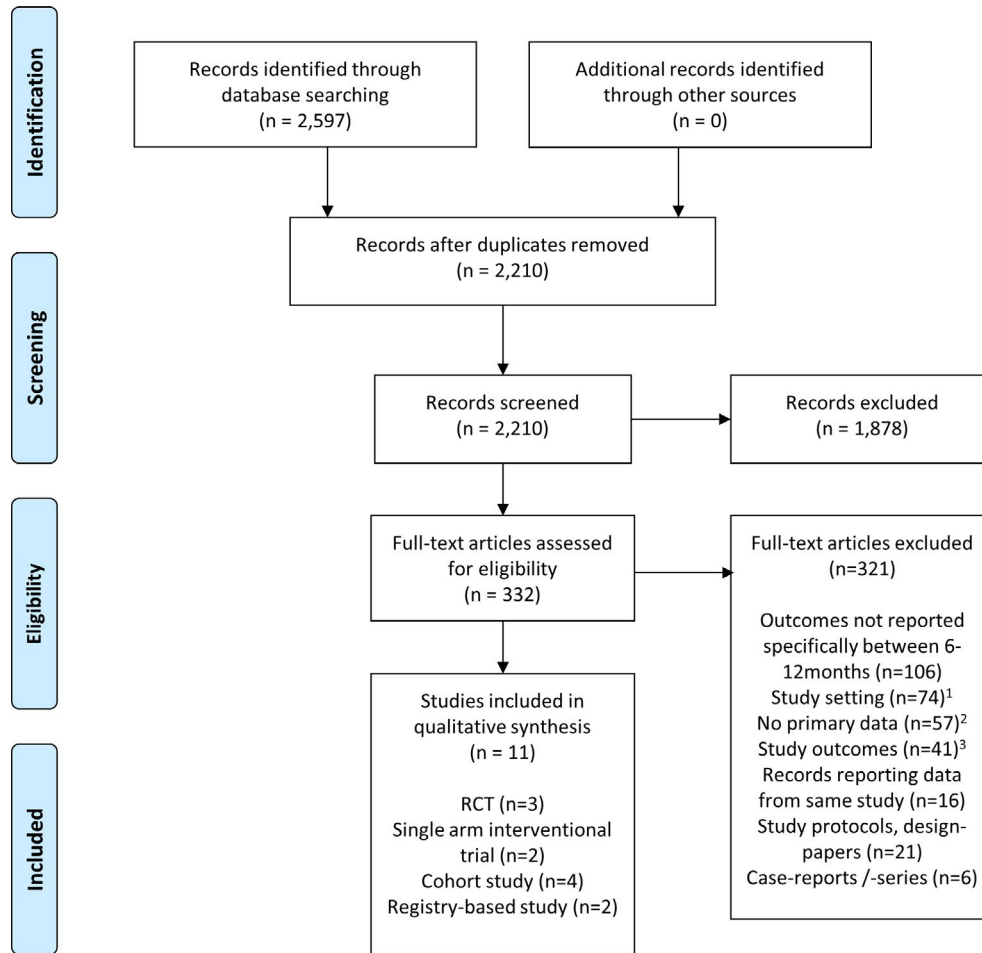 Identification
Records identified through
database searching
(n = 2,597)
Additional records identified
through other sources
(n = 0)
Records after duplicates removed
(n = 2,210)
Screening
Records screened
(n = 2,210)
Records excluded
(n = 1,878)
Eligibility
Full-text articles assessed
for eligibility
(n = 332)
Full-text articles excluded
(n=321)
Outcomes not reported
specifically between 6-
12months (n=106)
Study setting (n=74)¹
No primary data (n=57)²
Study outcomes (n=41)³
Records reporting data
from same study (n=16)
Study protocols, design-
papers (n=21)
Case-reports /-series (n=6)
Included
Studies included in
qualitative synthesis
(n = 11)
RCT (n=3)
Single arm interventional
trial (n=2)
Cohort study (n=4)
Registry-based study (n=2)